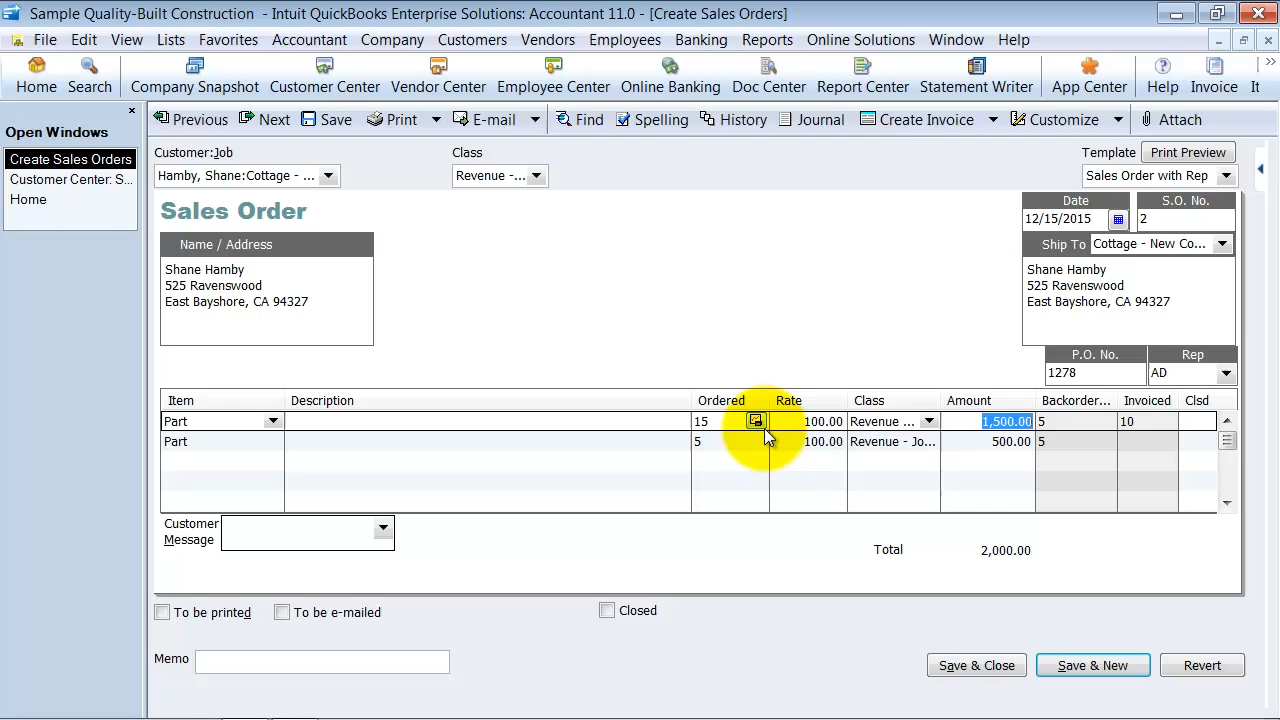 Sample Quality-Built Construction - Intuit QuickBooks Enterprise Solutions: Accountant 11.0 - [Create Sales Orders]
File Edit View Lists Favorites Accountant Company Customers Vendors Employees Banking Reports Online Solutions Window Help
Home Search Company Snapshot Customer Center Vendor Center Employee Center Online Banking Doc Center Report Center Statement Writer App Center Help Invoice It
Open Windows
Create Sales Orders
Customer Center: S...
Home
Previous Next Save Print E-mail Find Spelling History Journal Create Invoice Customize Attach
Customer:Job Class Template Print Preview
Hamby, Shane:Cottage - ... Revenue -... Sales Order with Rep
Sales Order
Date S.O. No.
12/15/2015 2
Name / Address
Shane Hamby
525 Ravenswood
East Bayshore, CA 94327
Ship To Cottage - New Co...
Shane Hamby
525 Ravenswood
East Bayshore, CA 94327
P.O. No. Rep
1278 AD
Item Description Ordered Rate Class Amount Backorder... Invoiced Clsd
Part 15 100.00 Revenue ... 1,500.00 5 10
Part 5 100.00 Revenue - Jo... 500.00 5
Customer
Message
Total 2,000.00
To be printed To be e-mailed Closed
Memo
Save & Close Save & New Revert